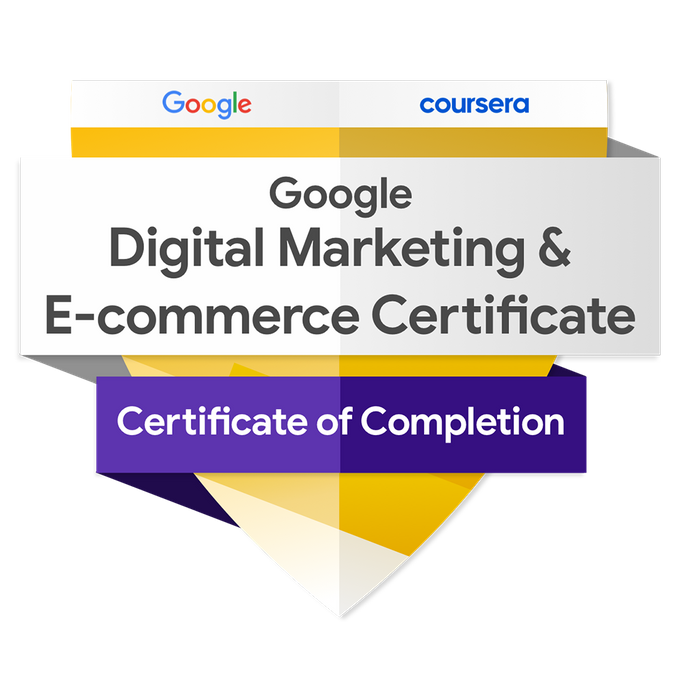 Google coursera
Google
Digital Marketing &
E-commerce Certificate
Certificate of Completion